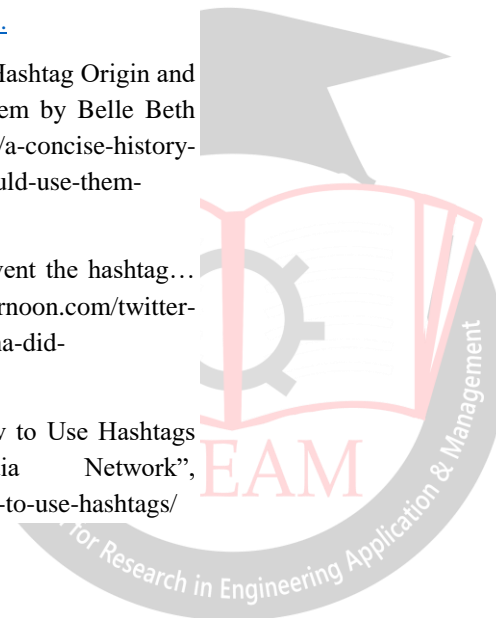 .
Hashtag Origin and
em by Belle Beth
/a-concise-history-
uld-use-them-
vent the hashtag…
rnoon.com/twitter-
na-did-
to Use Hashtags
ia Network”,
-to-use-hashtags/
EAM
for Research in Engineering Application & Management